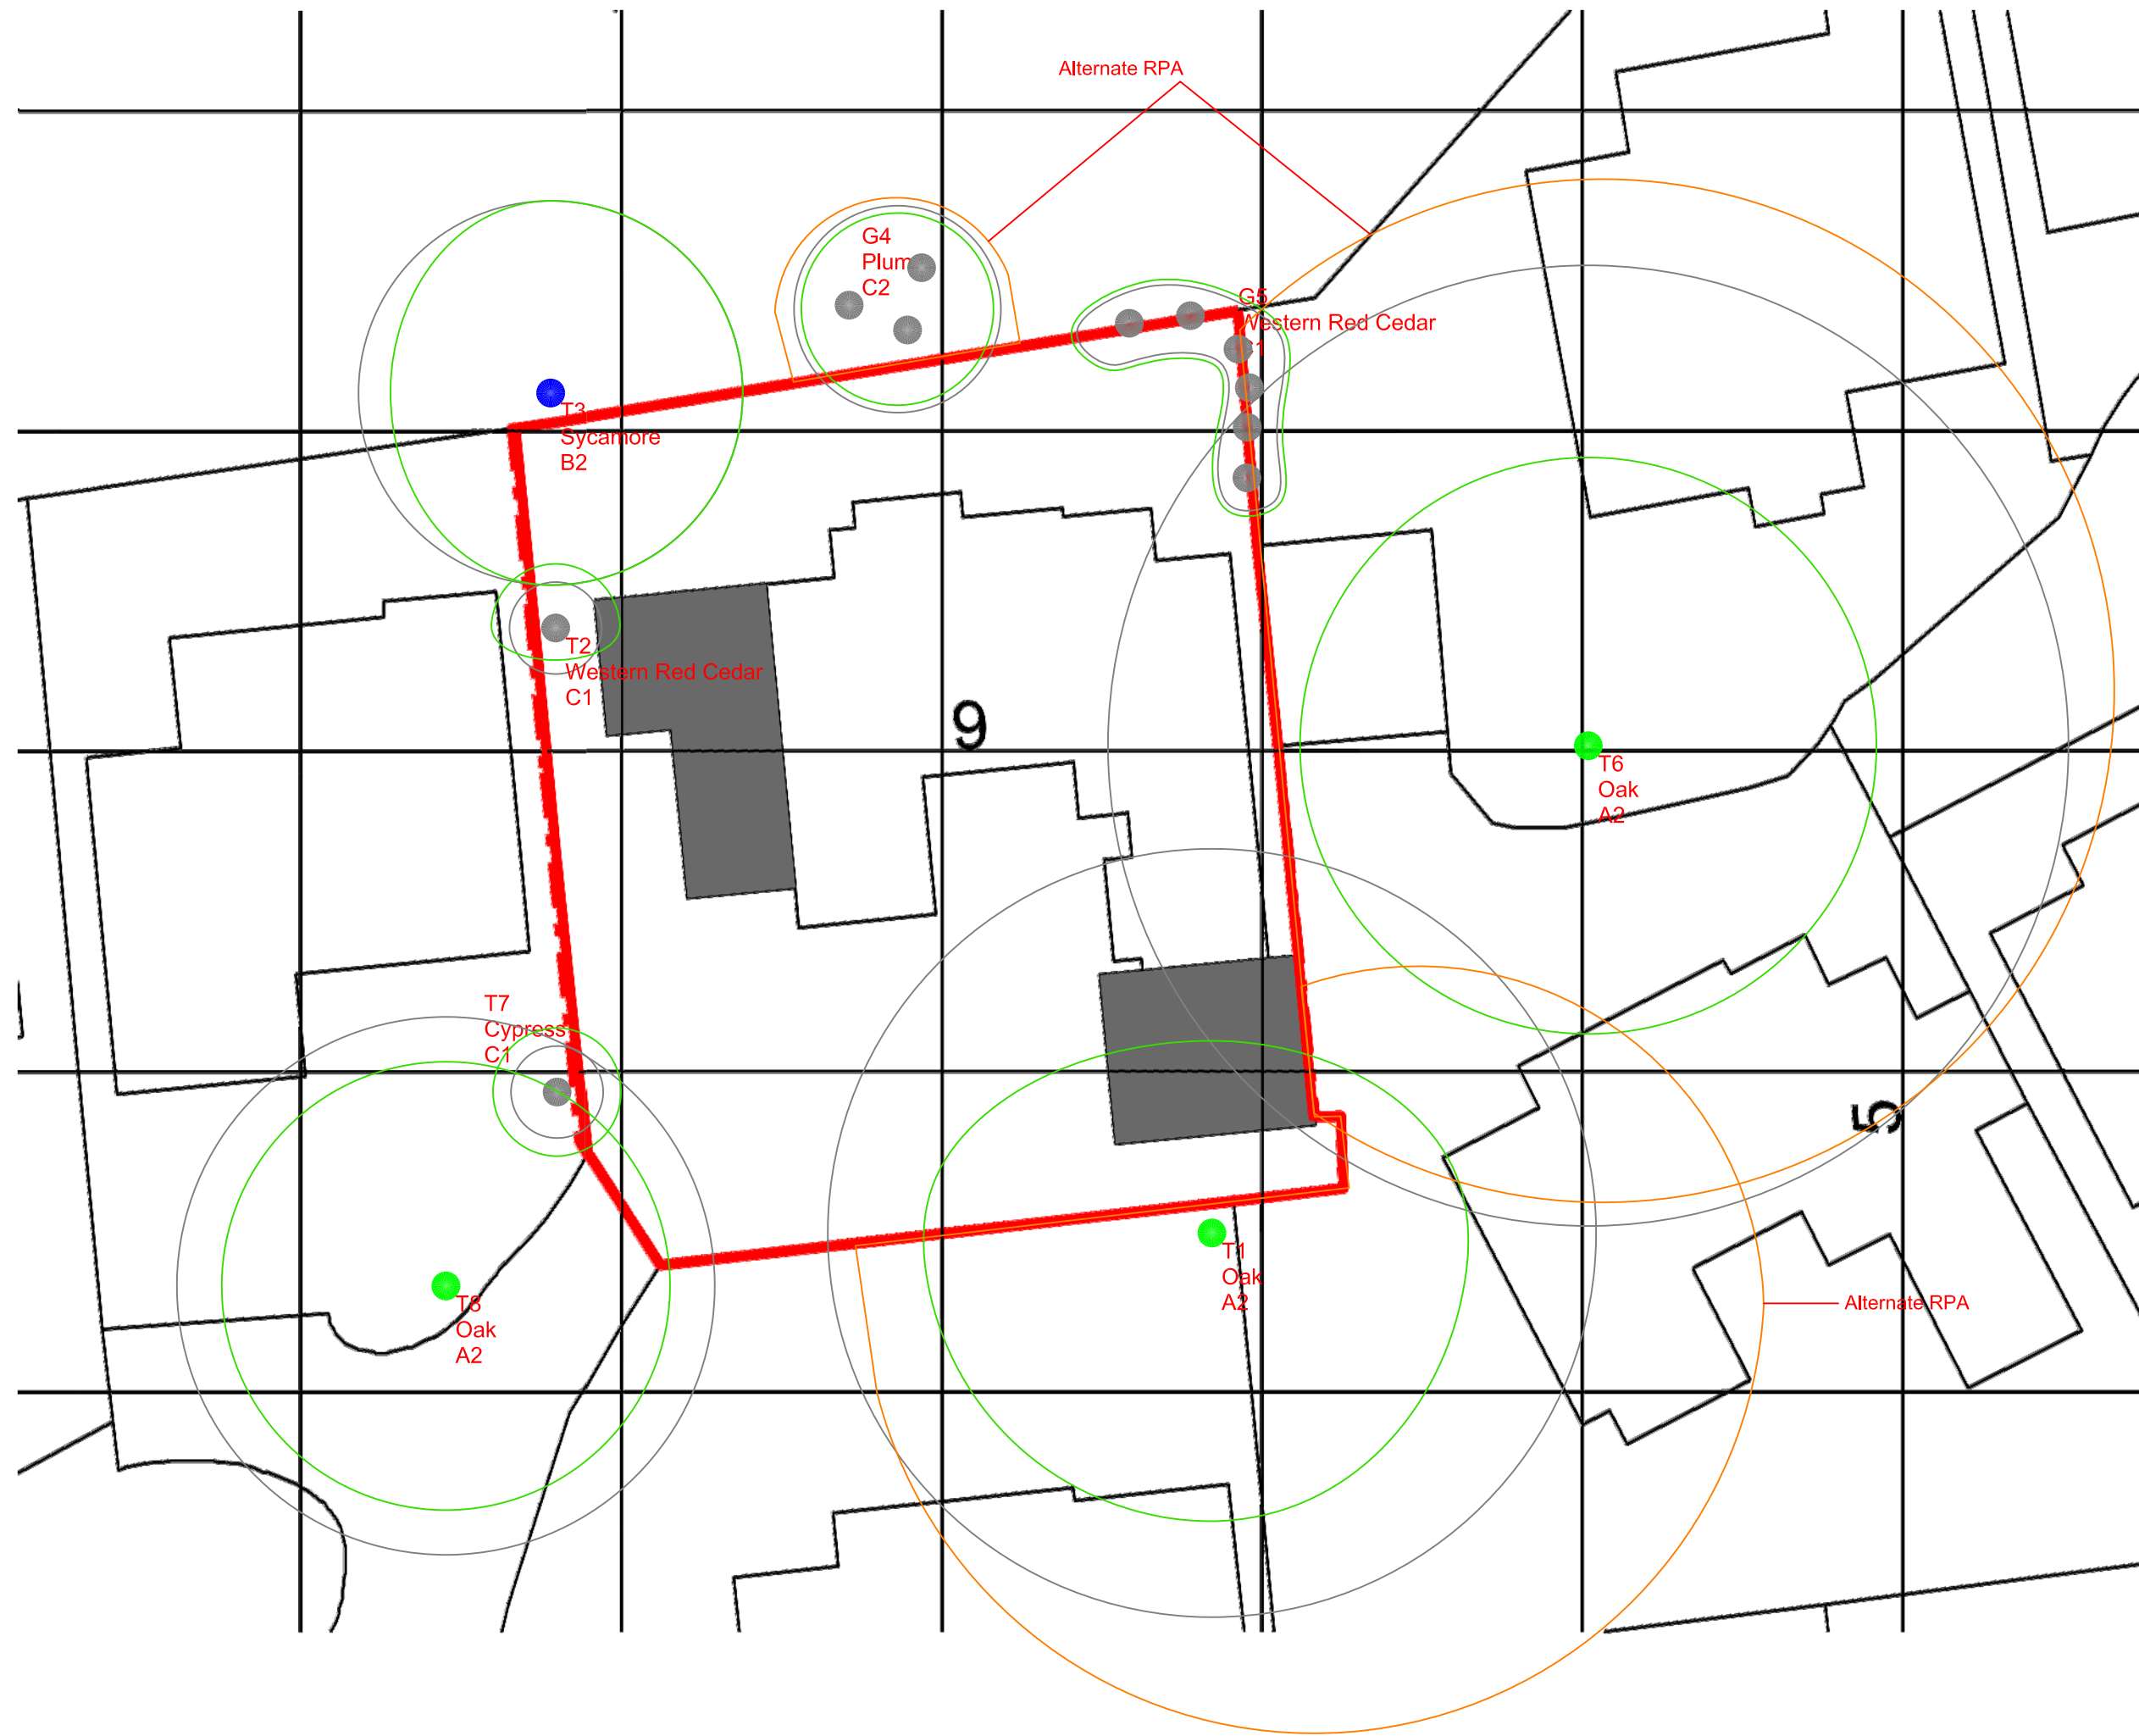 Alternate RPA
G4
Plum
C2
G5
Western Red Cedar
C1
T3
Sycamore
B2
T2
Western Red Cedar
C1
9
T6
Oak
A2
T7
Cypress
C1
5
T1
Oak
A2
T8
Oak
A2
Alternate RPA